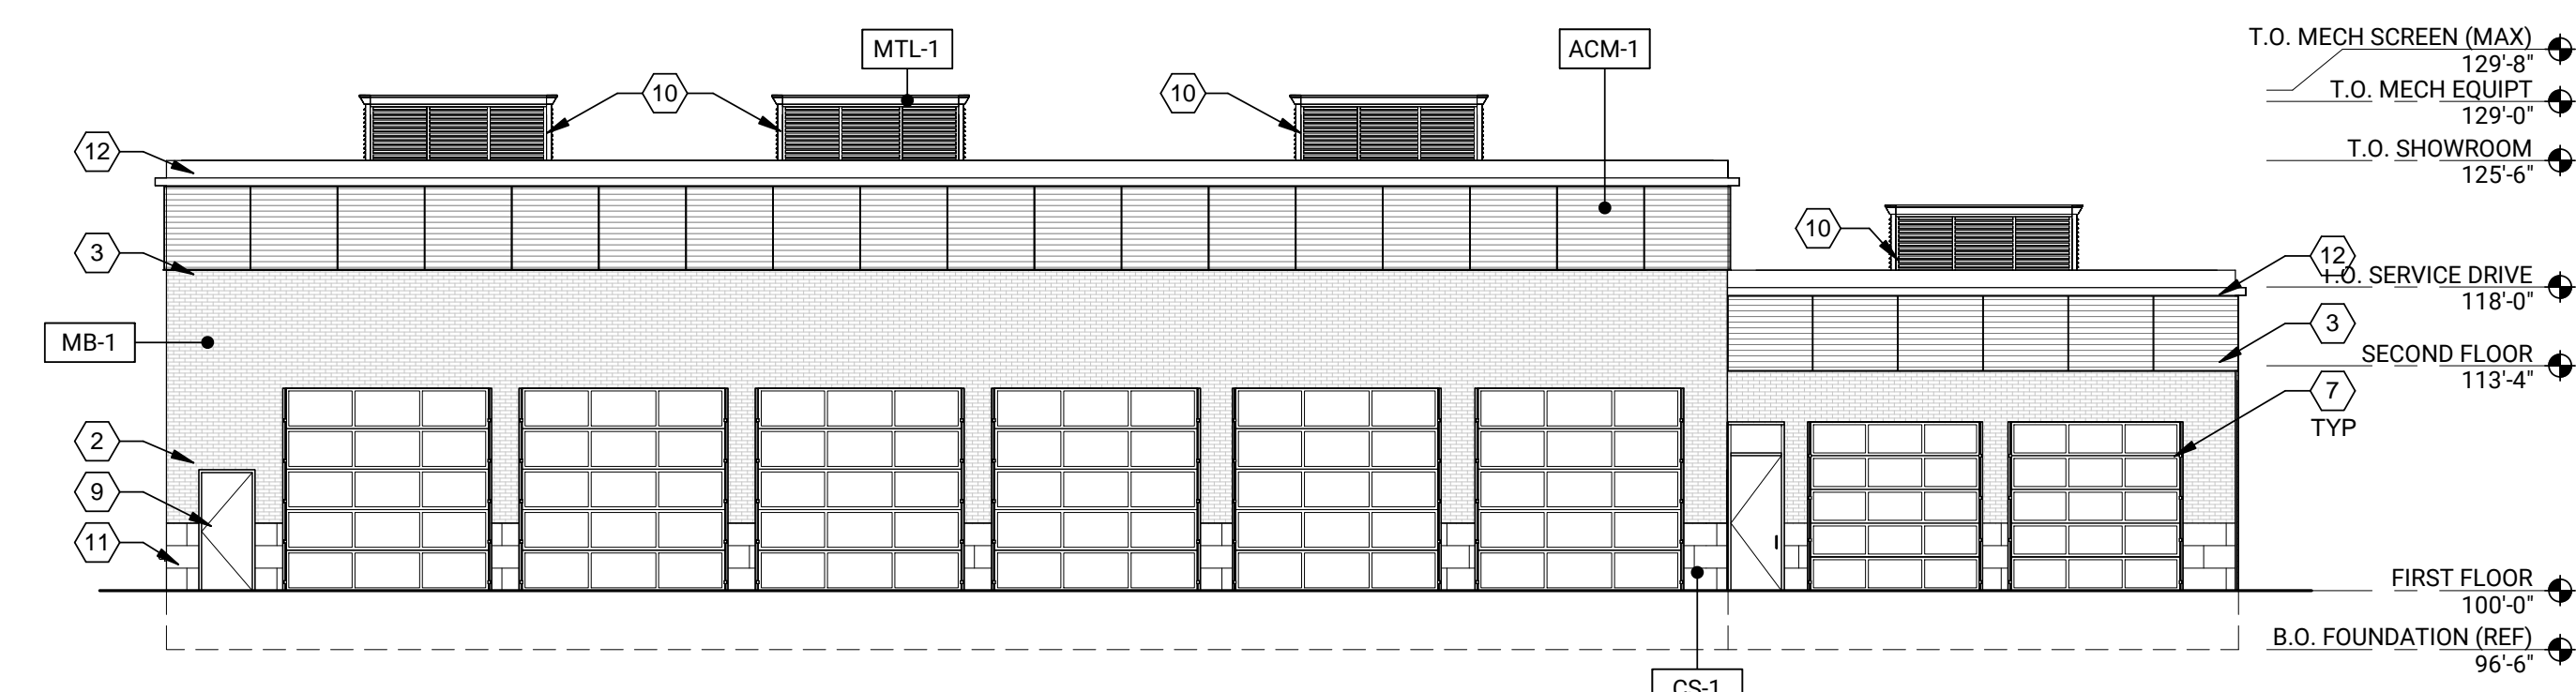 MTL-1
ACM-1
T.O. MECH SCREEN (MAX)
129'-8"
T.O. MECH EQUIPT
129'-0"
10
10
12
T.O. SHOWROOM
125'-6"
10
3
12
T.O. SERVICE DRIVE
118'-0"
MB-1
3
SECOND FLOOR
113'-4"
7
TYP
2
9
11
FIRST FLOOR
100'-0"
B.O. FOUNDATION (REF)
96'-6"
CS-1